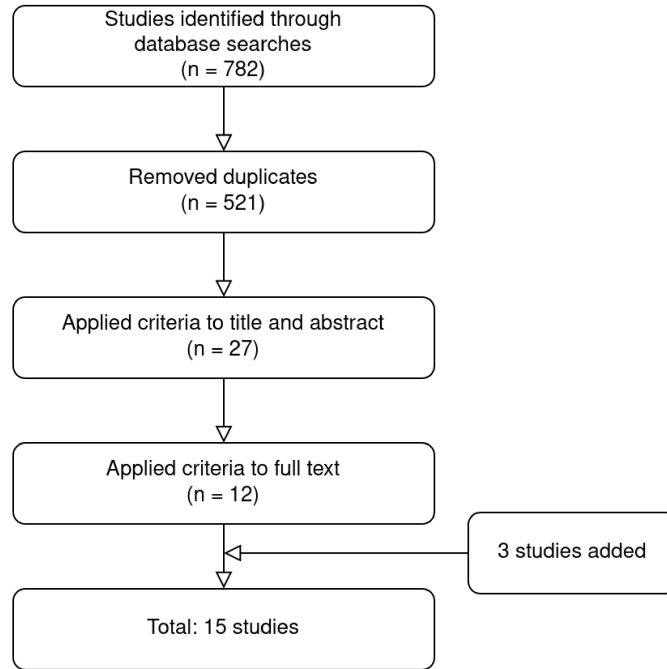 Studies identified through
database searches
(n = 782)
Removed duplicates
(n = 521)
Applied criteria to title and abstract
(n = 27)
Applied criteria to full text
(n = 12)
3 studies added
Total: 15 studies